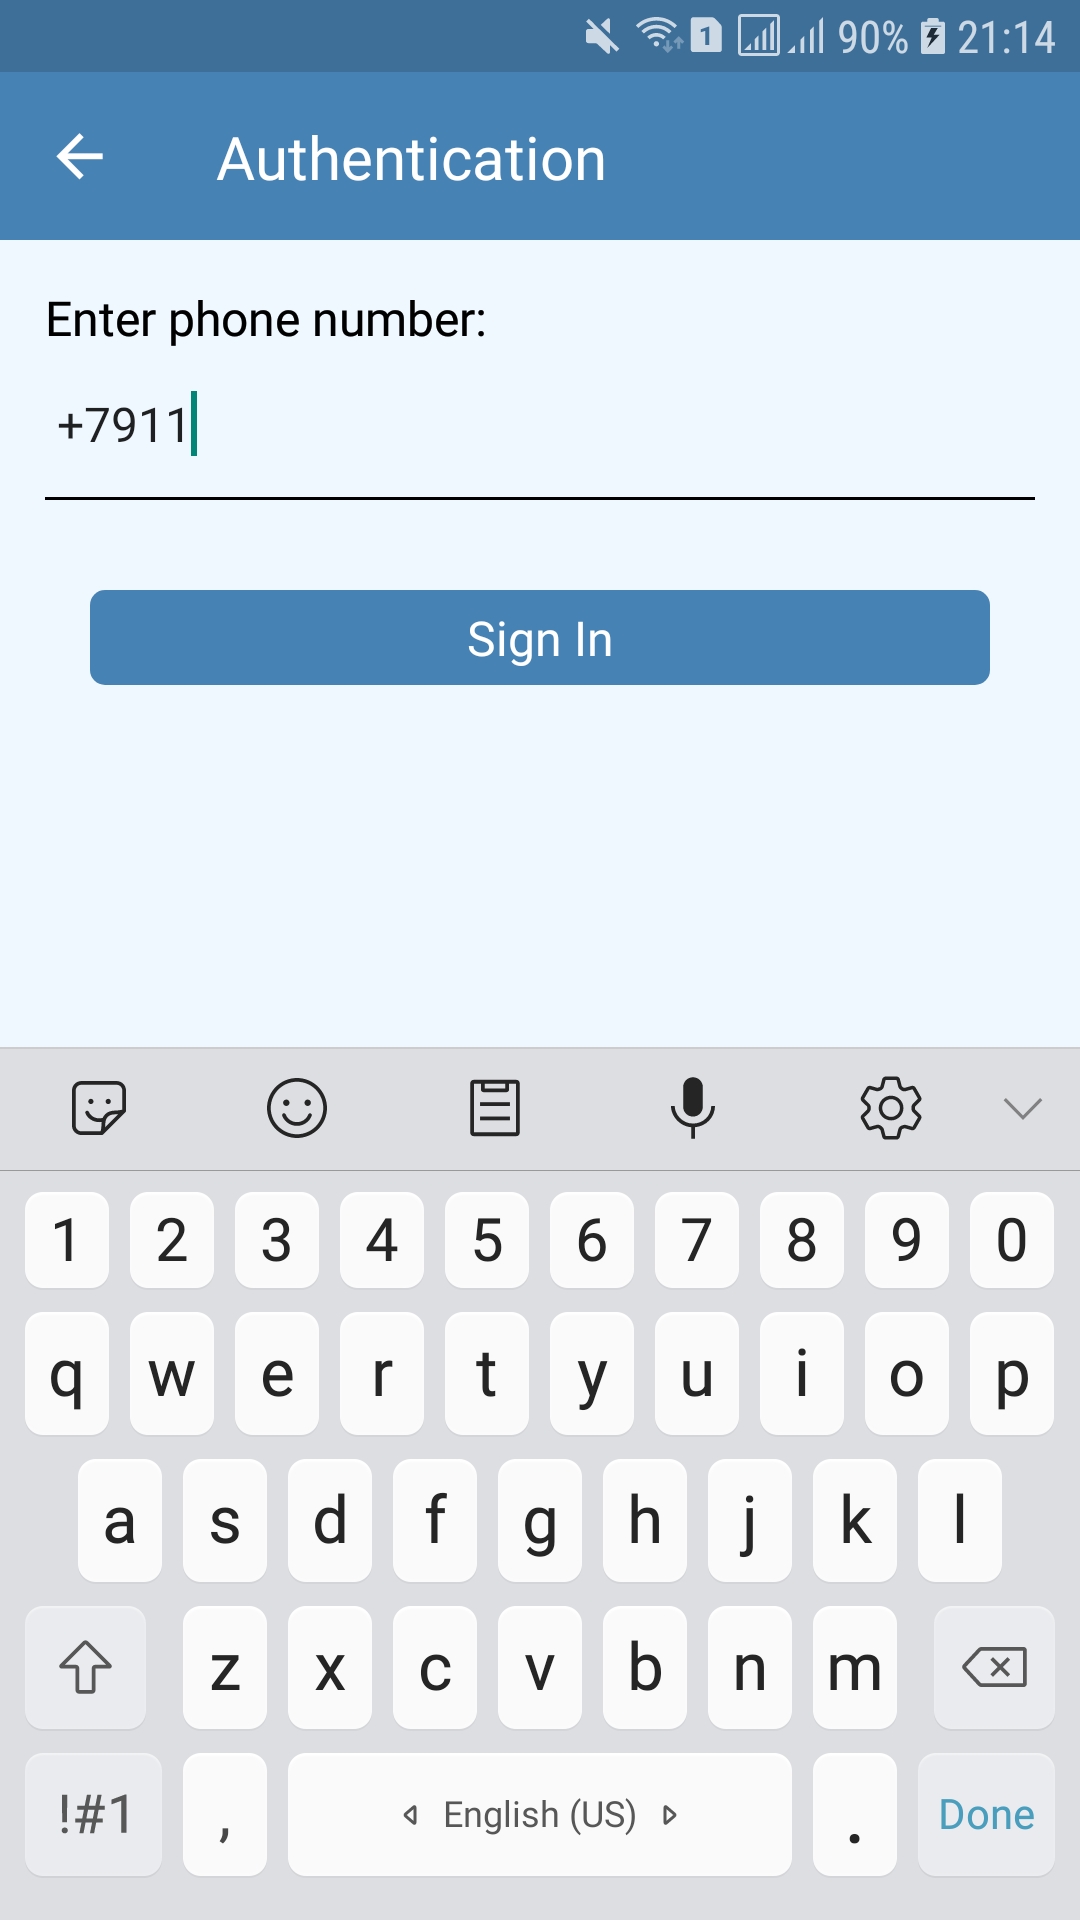 1 90% 21:14
Authentication
Enter phone number:
+7911
Sign In
1 2 3 4 5 6 7 8 9 0
q w e r t y u i o p
a s d f g h j k l
z x c v b n m
!#1 , English (US) . Done